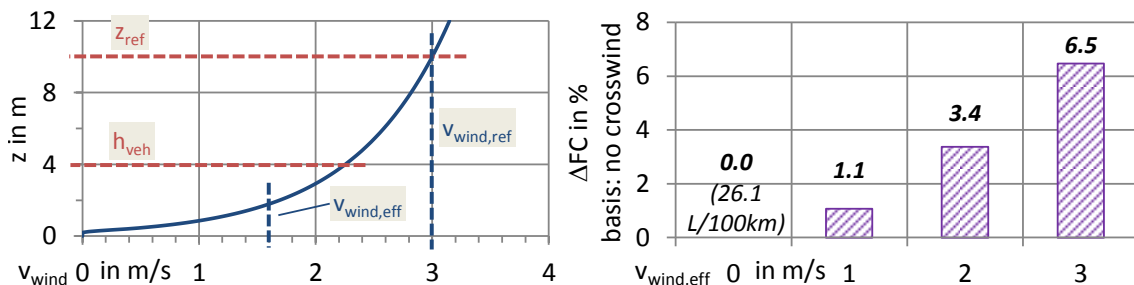 12
8
4
0
z in m
z_ref
h_veh
v_wind,ref
v_wind,eff
v_wind 0 in m/s 1 2 3 4
8
6
4
2
0
ΔFC in %
basis: no crosswind
0.0
(26.1
L/100km)
1.1
3.4
6.5
v_wind,eff 0 in m/s 1 2 3